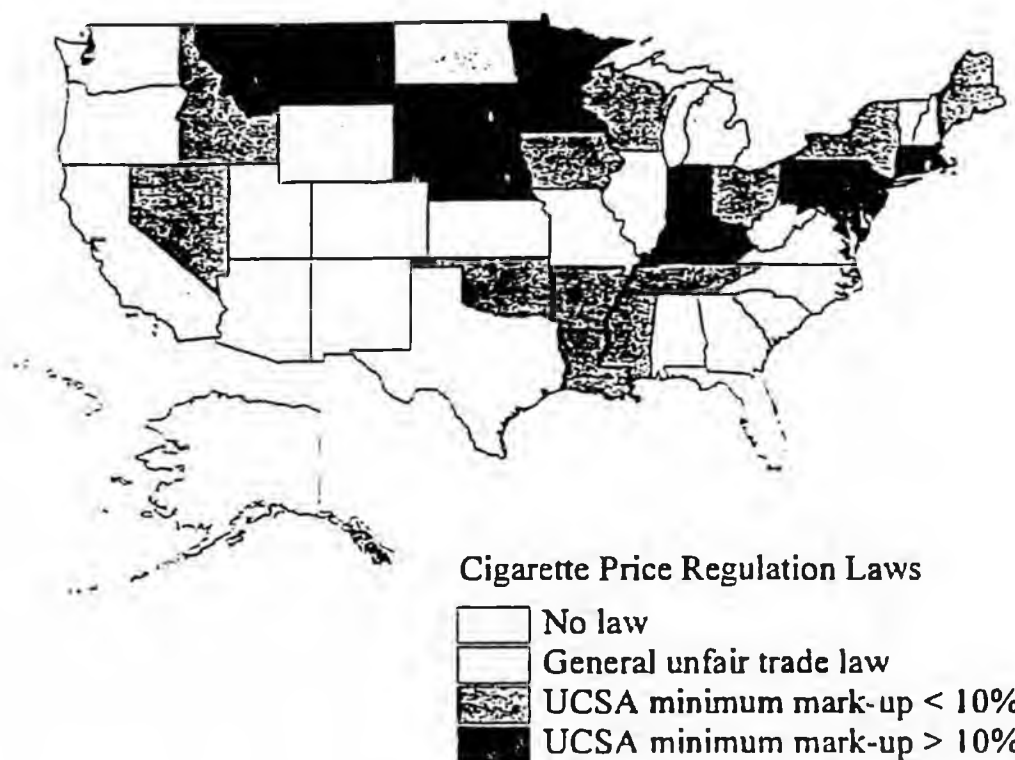 Cigarette Price Regulation Laws
No law
General unfair trade law
UCSA minimum mark-up < 10%
UCSA minimum mark-up > 10%